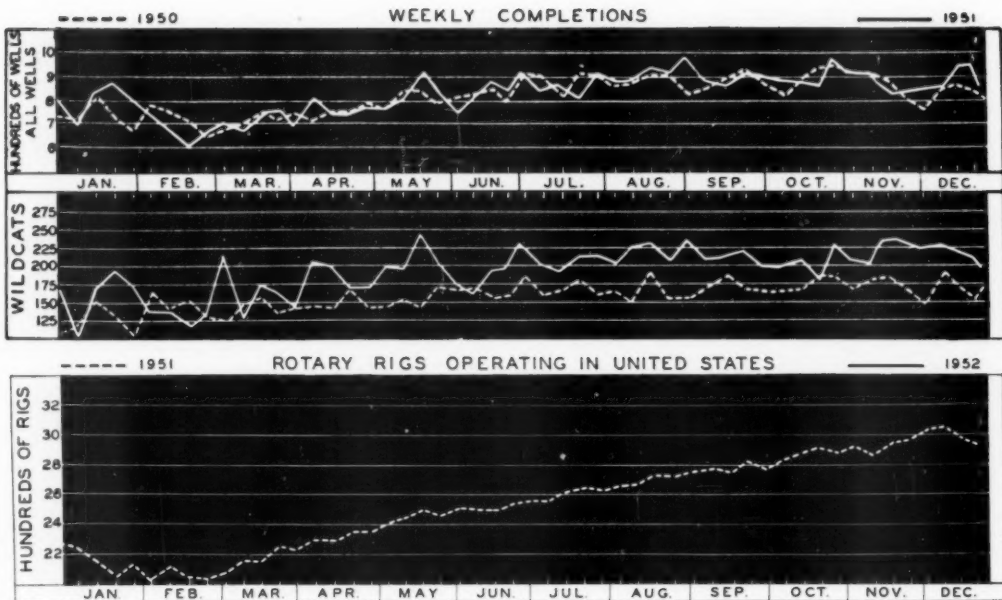 1950 WEEKLY COMPLETIONS 1951
HUNDREDS OF WELLS
ALL WELLS
10
9
8
7
6
JAN. FEB. MAR. APR. MAY JUN. JUL. AUG. SEP. OCT. NOV. DEC.
WILDCATS
275
250
225
200
175
150
125
1951 ROTARY RIGS OPERATING IN UNITED STATES 1952
HUNDREDS OF RIGS
32
30
28
26
24
22
JAN. FEB. MAR. APR. MAY JUN. JUL. AUG. SEP. OCT. NOV. DEC.